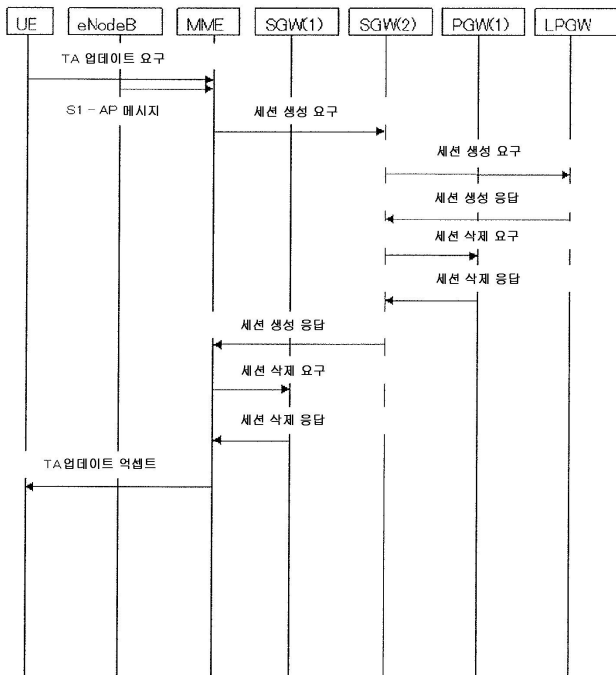 UE eNodeB MME SGW(1) SGW(2) PGW(1) LPGW
TA 업데이트 요구
S1 - AP 메시지
세션 생성 요구
세션 생성 요구
세션 생성 응답
세션 삭제 요구
세션 삭제 응답
세션 생성 응답
세션 삭제 요구
세션 삭제 응답
TA업데이트 억셉트